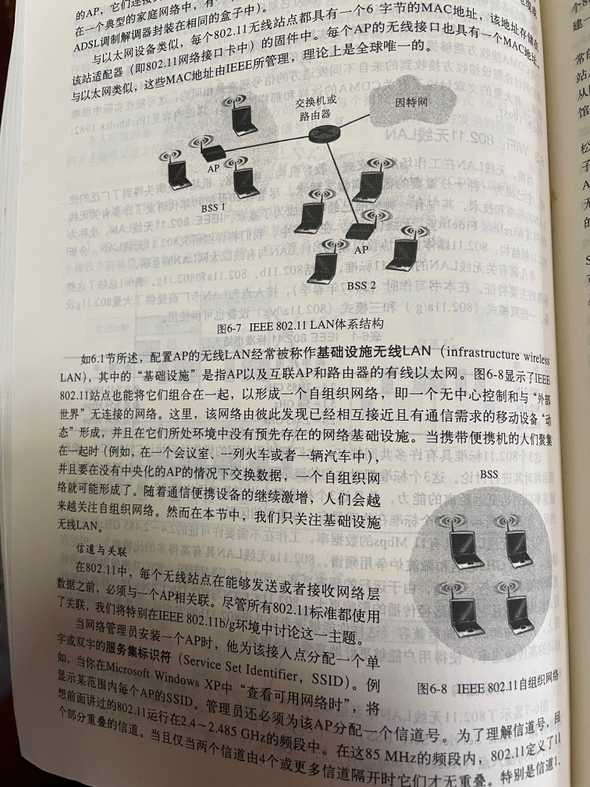 的AP，它们连接
在一个典型的家庭网络中，有
ADSL调制解调器封装在相同的盒子中）。
与以太网设备类似，每个802.11无线站点都具有一个6 字节的MAC地址，该地址存储在
该站适配器（即802.11网络接口卡中）的固件中。每个AP的无线接口也具有一个MAC地址。
与以太网类似，这些MAC地址由IEEE所管理，理论上是全球唯一的。
交换机或
路由器
因特网
AP
BSS 1
AP
BSS 2
图6-7 IEEE 802.11 LAN体系结构
如6.1节所述，配置AP的无线LAN经常被称作基础设施无线LAN（infrastructure wireless
LAN），其中的“基础设施”是指AP以及互联AP和路由器的有线以太网。图6-8显示了IEEE
802.11站点也能将它们组合在一起，以形成一个自组织网络，即一个无中心控制和与“外部
世界”无连接的网络。这里，该网络由彼此发现已经相互接近且有通信需求的移动设备“动
态”形成，并且在它们所处环境中没有预先存在的网络基础设施。当携带便携机的人们聚集
在一起时（例如，在一个会议室、一列火车或者一辆汽车中），
并且要在没有中央化的AP的情况下交换数据，一个自组织网
络就可能形成了。随着通信便携设备的继续激增，人们会越
来越关注自组织网络。然而在本节中，我们只关注基础设施
无线LAN。
BSS
图6-8 IEEE 802.11自组织网络
信道与关联
在802.11中，每个无线站点在能够发送或者接收网络层
数据之前，必须与一个AP相关联。尽管所有802.11标准都使用
了关联，我们将特别在IEEE 802.11b/g环境中讨论这一主题。
当网络管理员安装一个AP时，他为该接入点分配一个单
字或双字的服务集标识符（Service Set Identifier，SSID）。例
如，当你在Microsoft Windows XP中“查看可用网络时”，将
显示某范围内每个AP的SSID。管理员还必须为该AP分配一个信道号。为了理解信道号，回
想前面讲过的802.11运行在2.4～2.485 GHz的频段中。在这85 MHz的频段内，802.11定义了11
个部分重叠的信道。当且仅当两个信道由4个或更多信道隔开时它们才无重叠。特别是信道1、